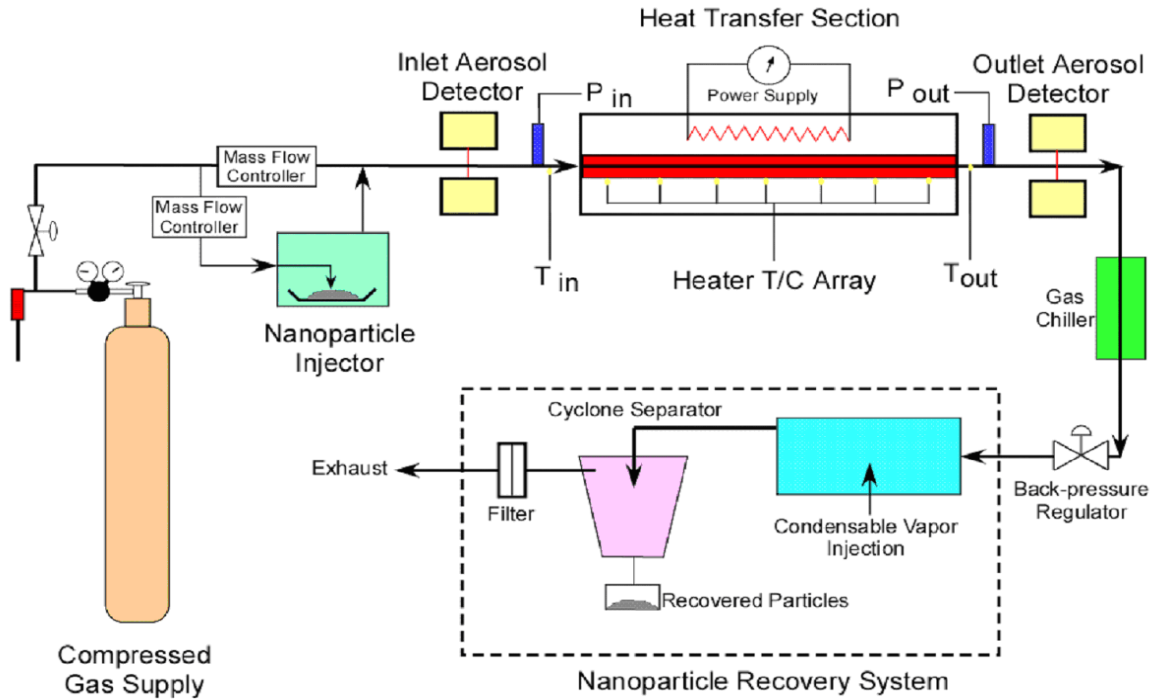 Heat Transfer Section
Inlet Aerosol
Detector
P in
Power Supply
P out
Outlet Aerosol
Detector
Mass Flow
Controller
Mass Flow
Controller
T in
Heater T/C Array
Tout
Nanoparticle
Injector
Gas
Chiller
Cyclone Separator
Exhaust
Filter
Condensable Vapor
Injection
Back-pressure
Regulator
Recovered Particles
Compressed
Gas Supply
Nanoparticle Recovery System